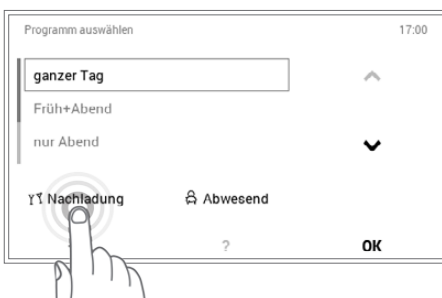 Programm auswählen 17:00
ganzer Tag
Früh+Abend
nur Abend
Nachladung Abwesend
? OK